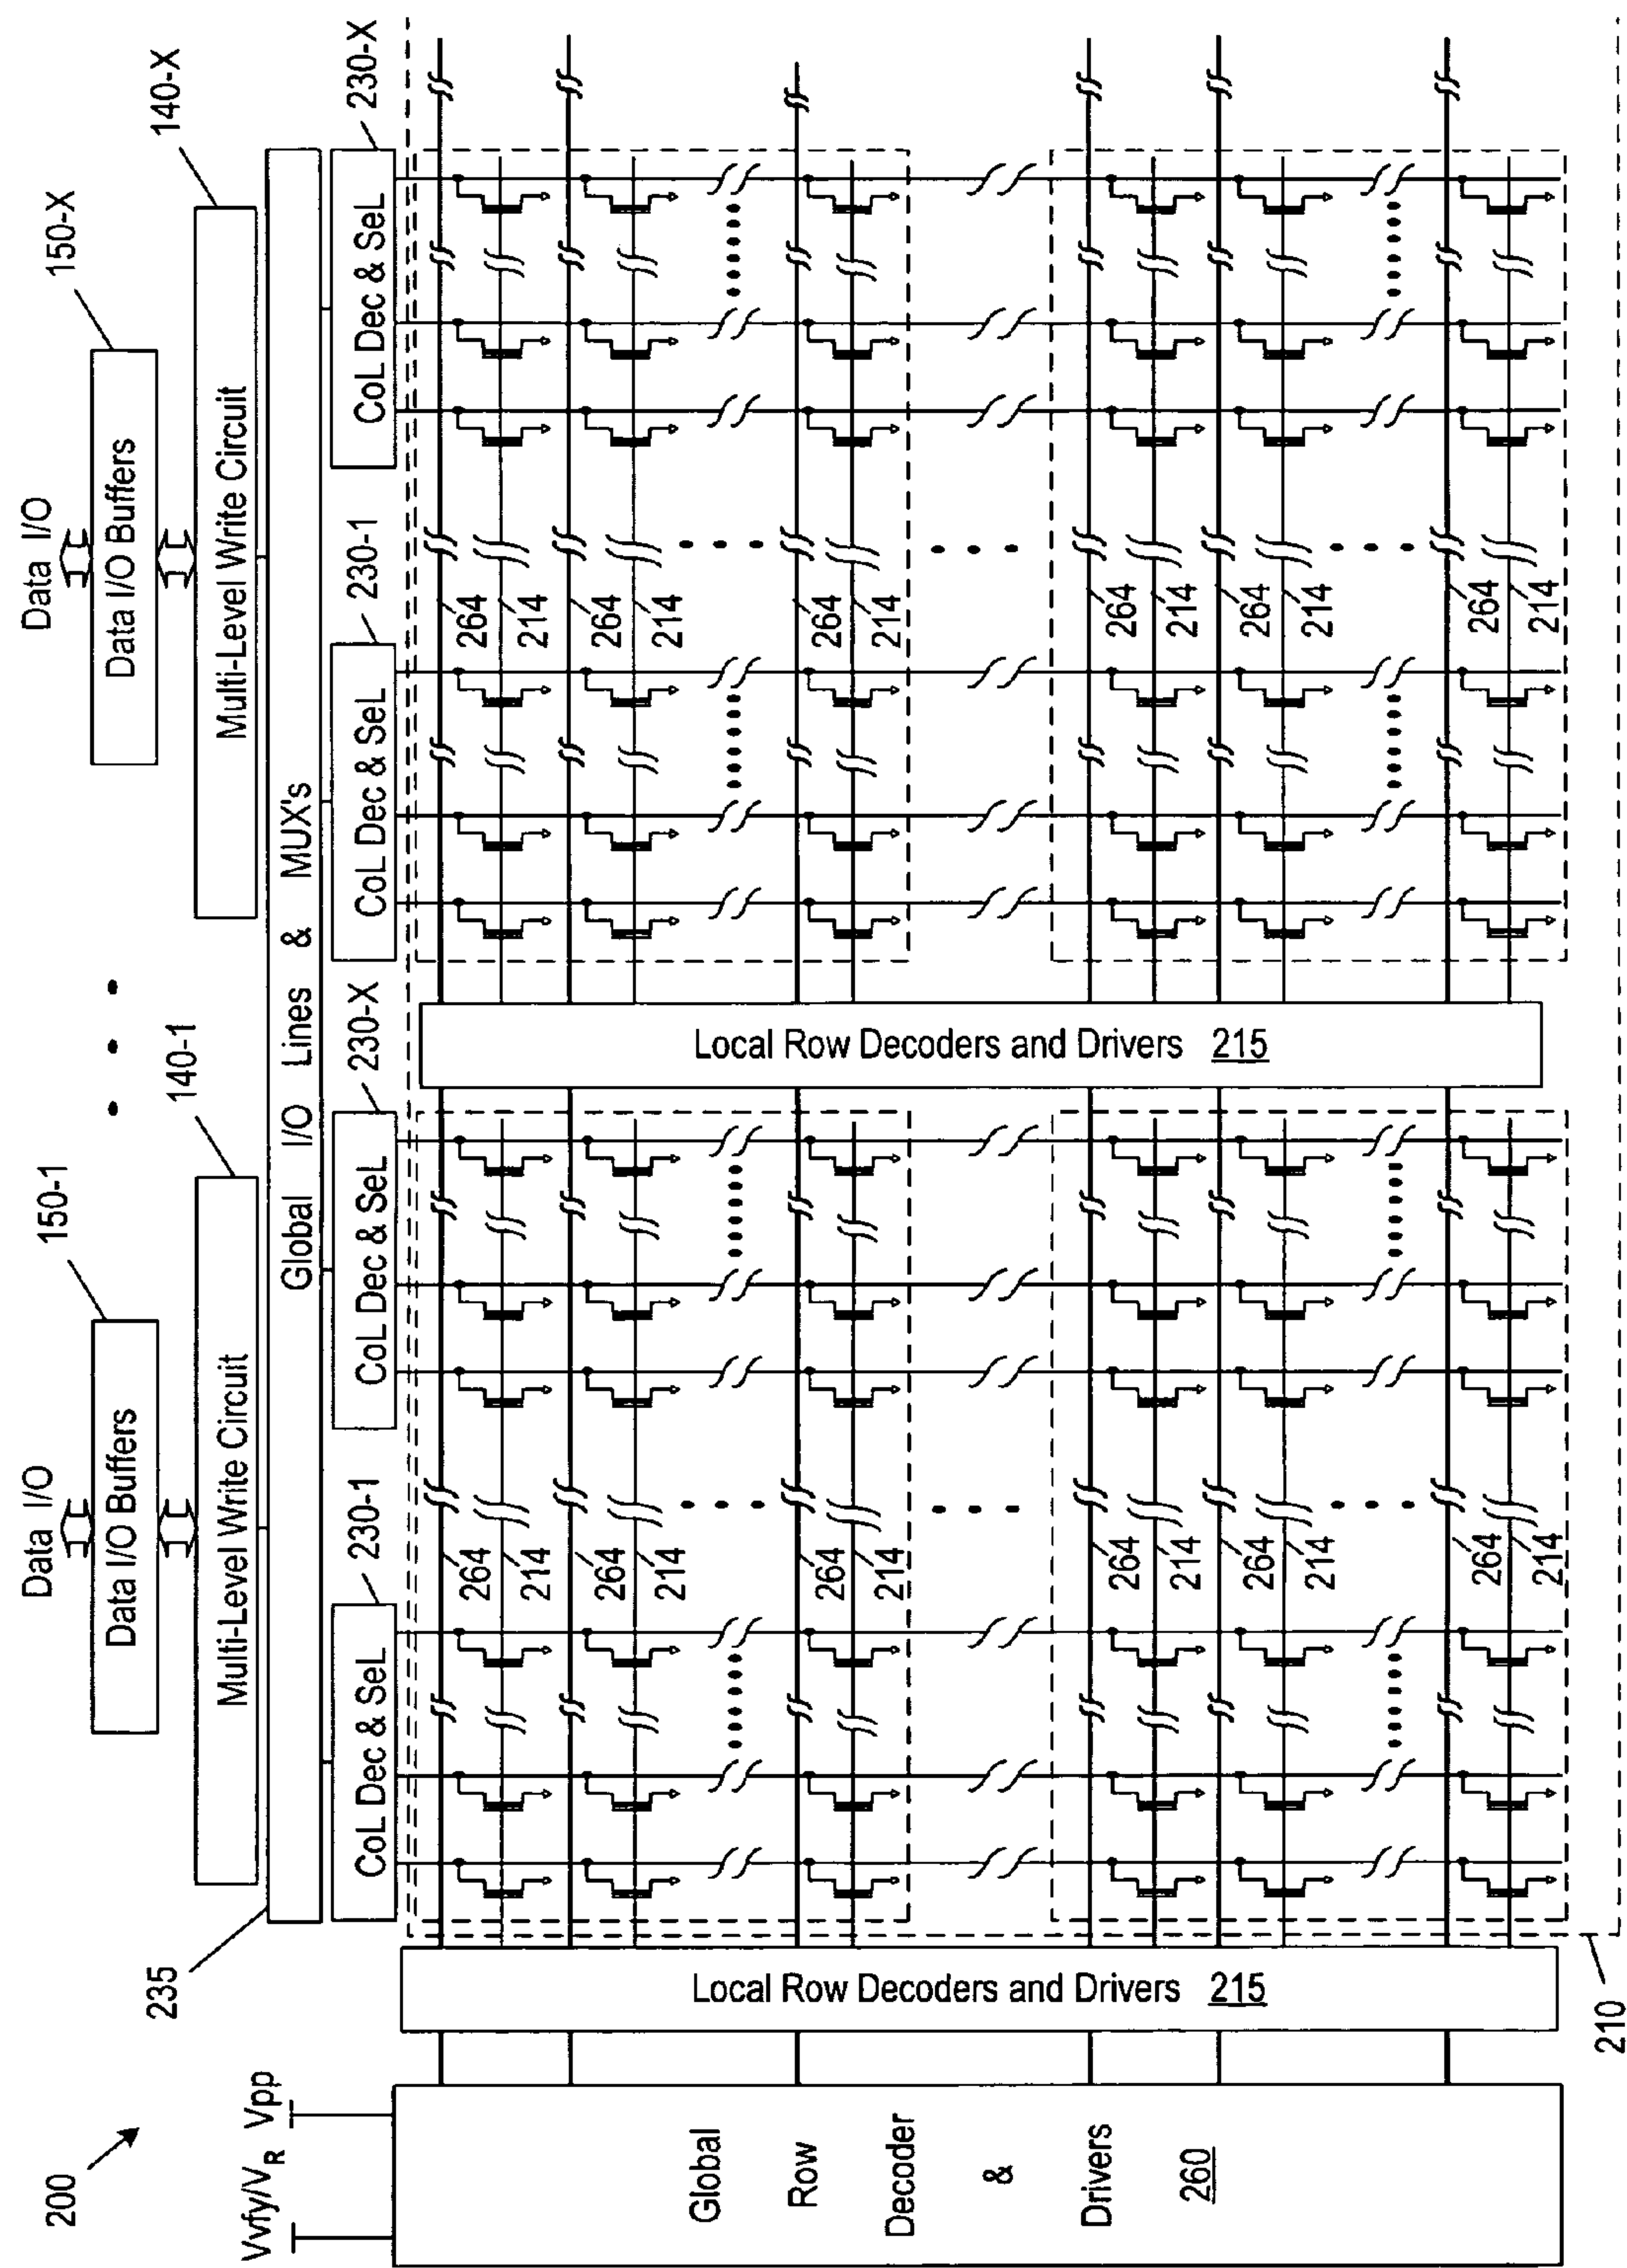 200
Vvfy/VR Vpp
235
Data I/O
150-1
Data I/O Buffers
140-1
Multi-Level Write Circuit
Data I/O
150-X
Data I/O Buffers
140-X
Multi-Level Write Circuit
Global I/O Lines & MUX's
230-1
CoL Dec & SeL
230-X
CoL Dec & SeL
230-1
CoL Dec & SeL
230-X
CoL Dec & SeL
Global
Row
Decoder
&
Drivers
260
Local Row Decoders and Drivers 215
264
214
264
214
264
214
264
214
264
214
264
214
Local Row Decoders and Drivers 215
264
214
264
214
264
214
264
214
264
214
264
214
210